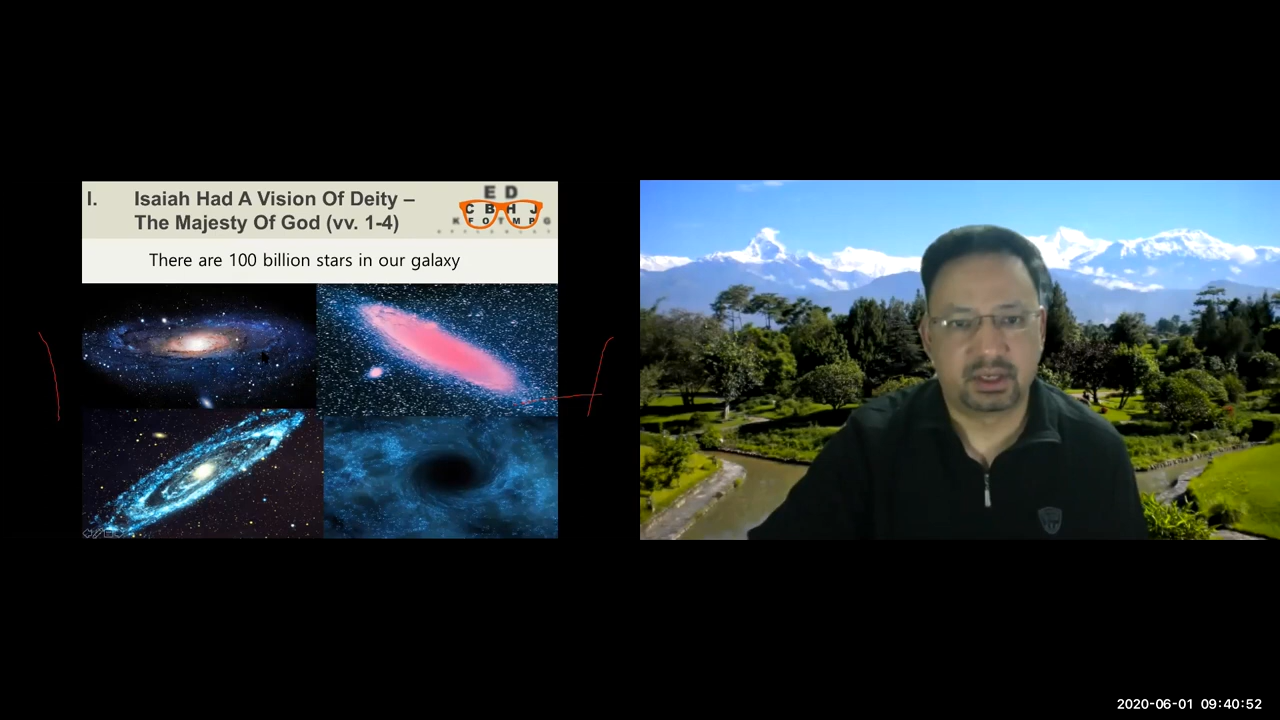 I. Isaiah Had A Vision Of Deity –
The Majesty Of God (vv. 1-4)
E D
C B H J
K F O T M P G
There are 100 billion stars in our galaxy
2020-06-01 09:40:52